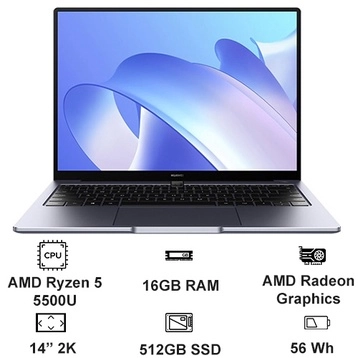 HUAWEI
CPU
AMD Ryzen 5
5500U
16GB RAM
AMD Radeon
Graphics
14” 2K
512GB SSD
56 Wh